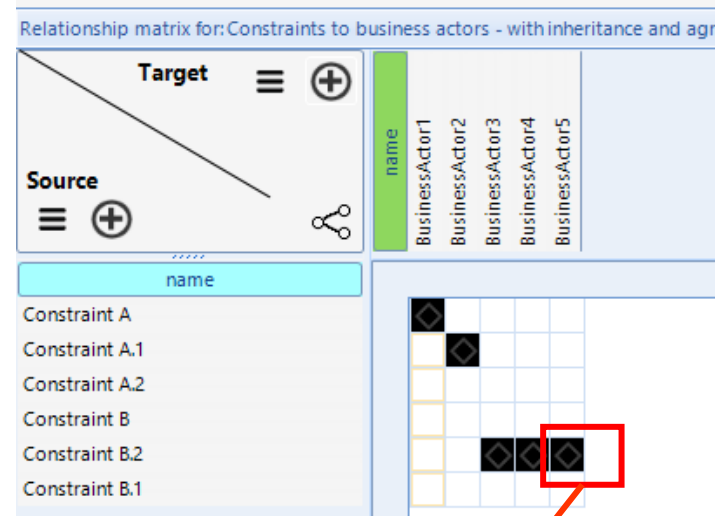 Relationship matrix for: Constraints to business actors - with inheritance and agr
Target
Source
name
BusinessActor1
BusinessActor2
BusinessActor3
BusinessActor4
BusinessActor5
name
Constraint A
Constraint A.1
Constraint A.2
Constraint B
Constraint B.2
Constraint B.1